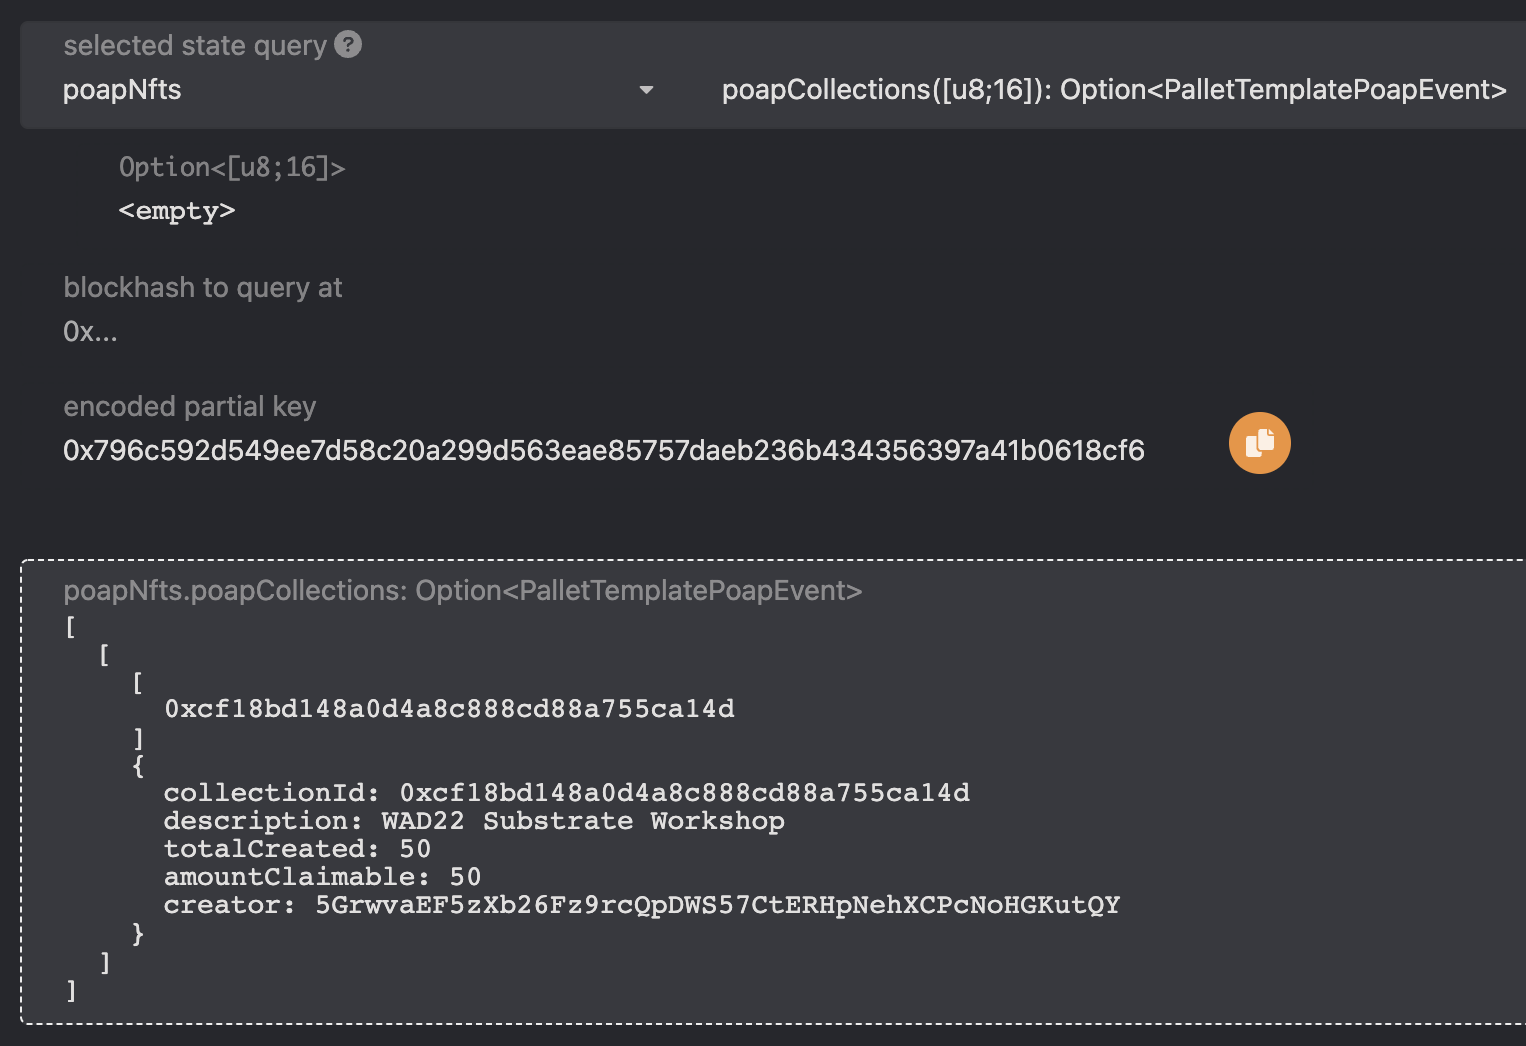 selected state query ?
poapNfts poapCollections([u8;16]): Option<PalletTemplatePoapEvent>
Option<[u8;16]>
<empty>
blockhash to query at
0x...
encoded partial key
0x796c592d549ee7d58c20a299d563eae85757daeb236b434356397a41b0618cf6
poapNfts.poapCollections: Option<PalletTemplatePoapEvent>
[
[
[
0xcf18bd148a0d4a8c888cd88a755ca14d
]
{
collectionId: 0xcf18bd148a0d4a8c888cd88a755ca14d
description: WAD22 Substrate Workshop
totalCreated: 50
amountClaimable: 50
creator: 5GrwvaEF5zXb26Fz9rcQpDWS57CtERHpNehXCPcNoHGKutQY
}
]
]